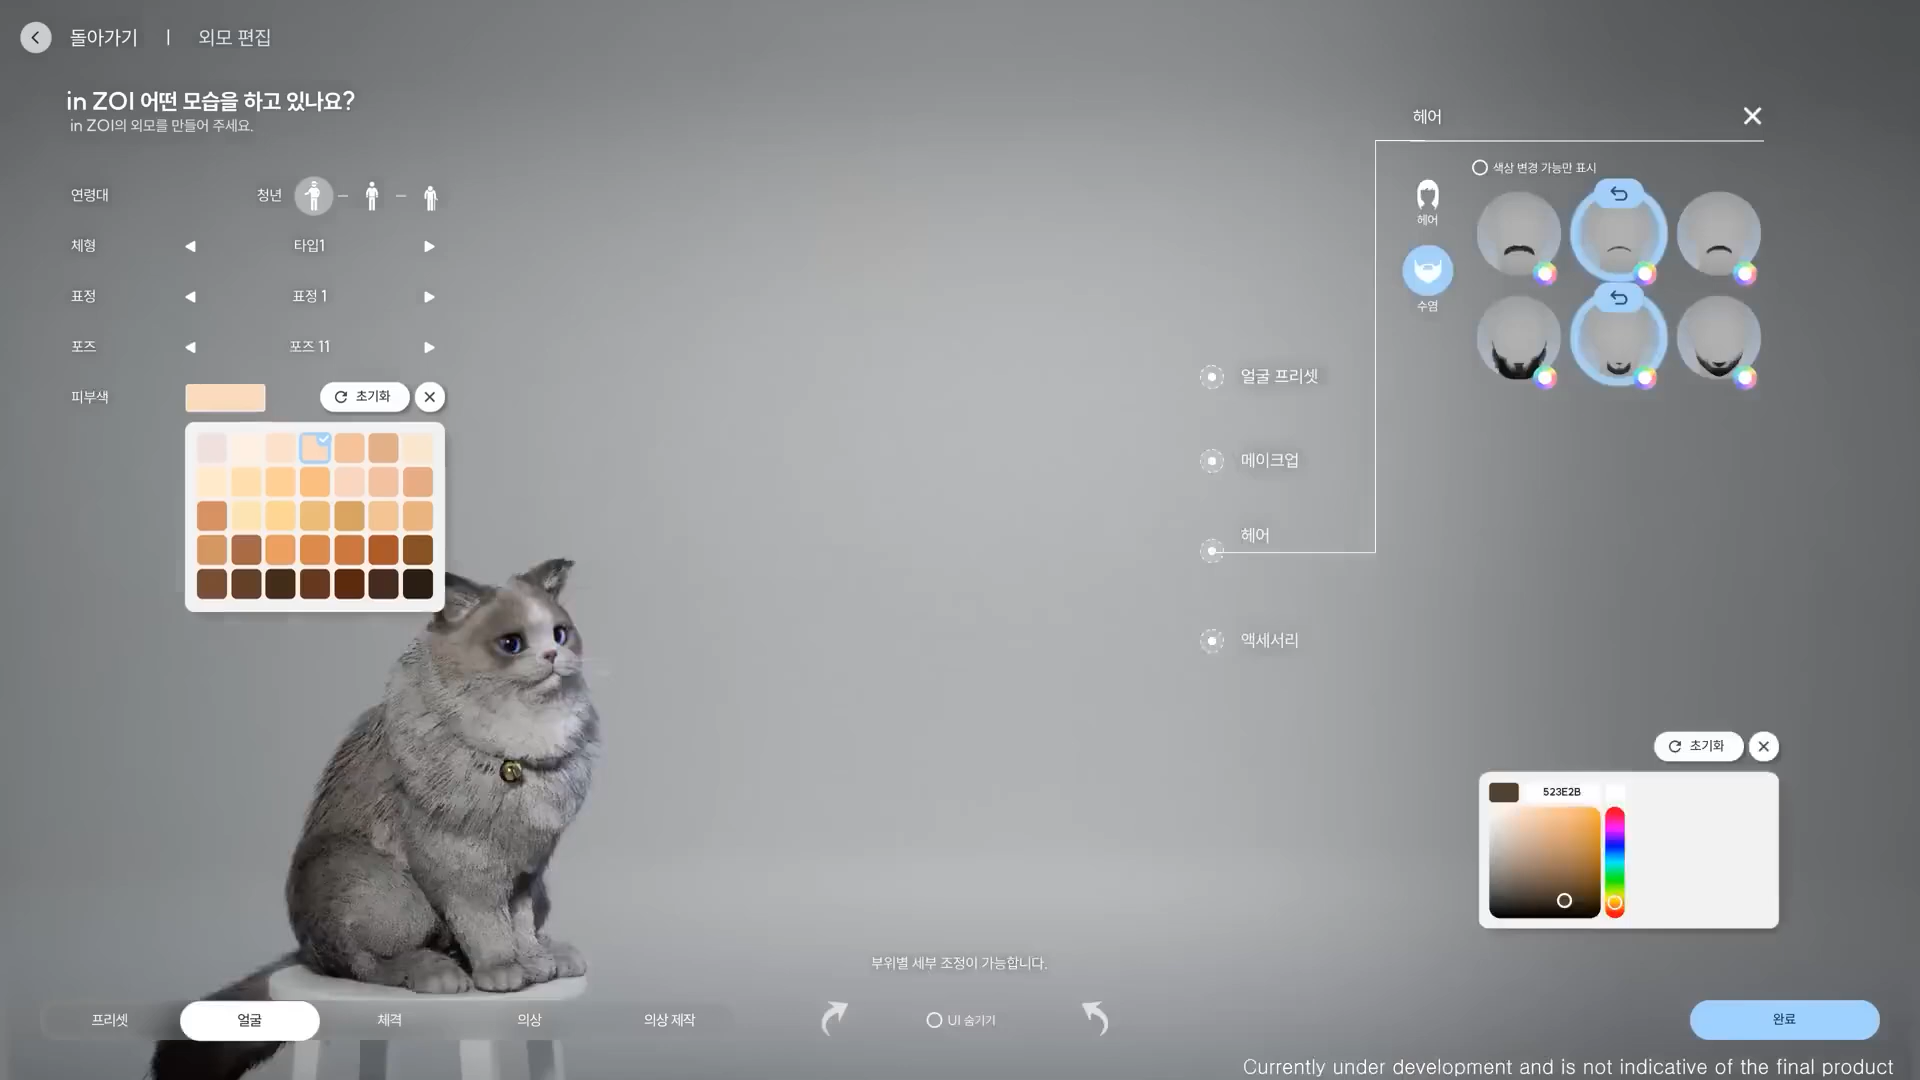 돌아가기 | 외모 편집
in ZOI 어떤 모습을 하고 있나요?
in ZOI의 외모를 만들어 주세요.
연령대 청년
체형 타입1
표정 표정 1
포즈 포즈 11
피부색 초기화
헤어
색상 변경 가능만 표시
헤어
수염
얼굴 프리셋
메이크업
헤어
액세서리
초기화
523E2B
부위별 세부 조정이 가능합니다.
프리셋 얼굴 체격 의상 의상 제작
UI 숨기기
완료
Currently under development and is not indicative of the final product